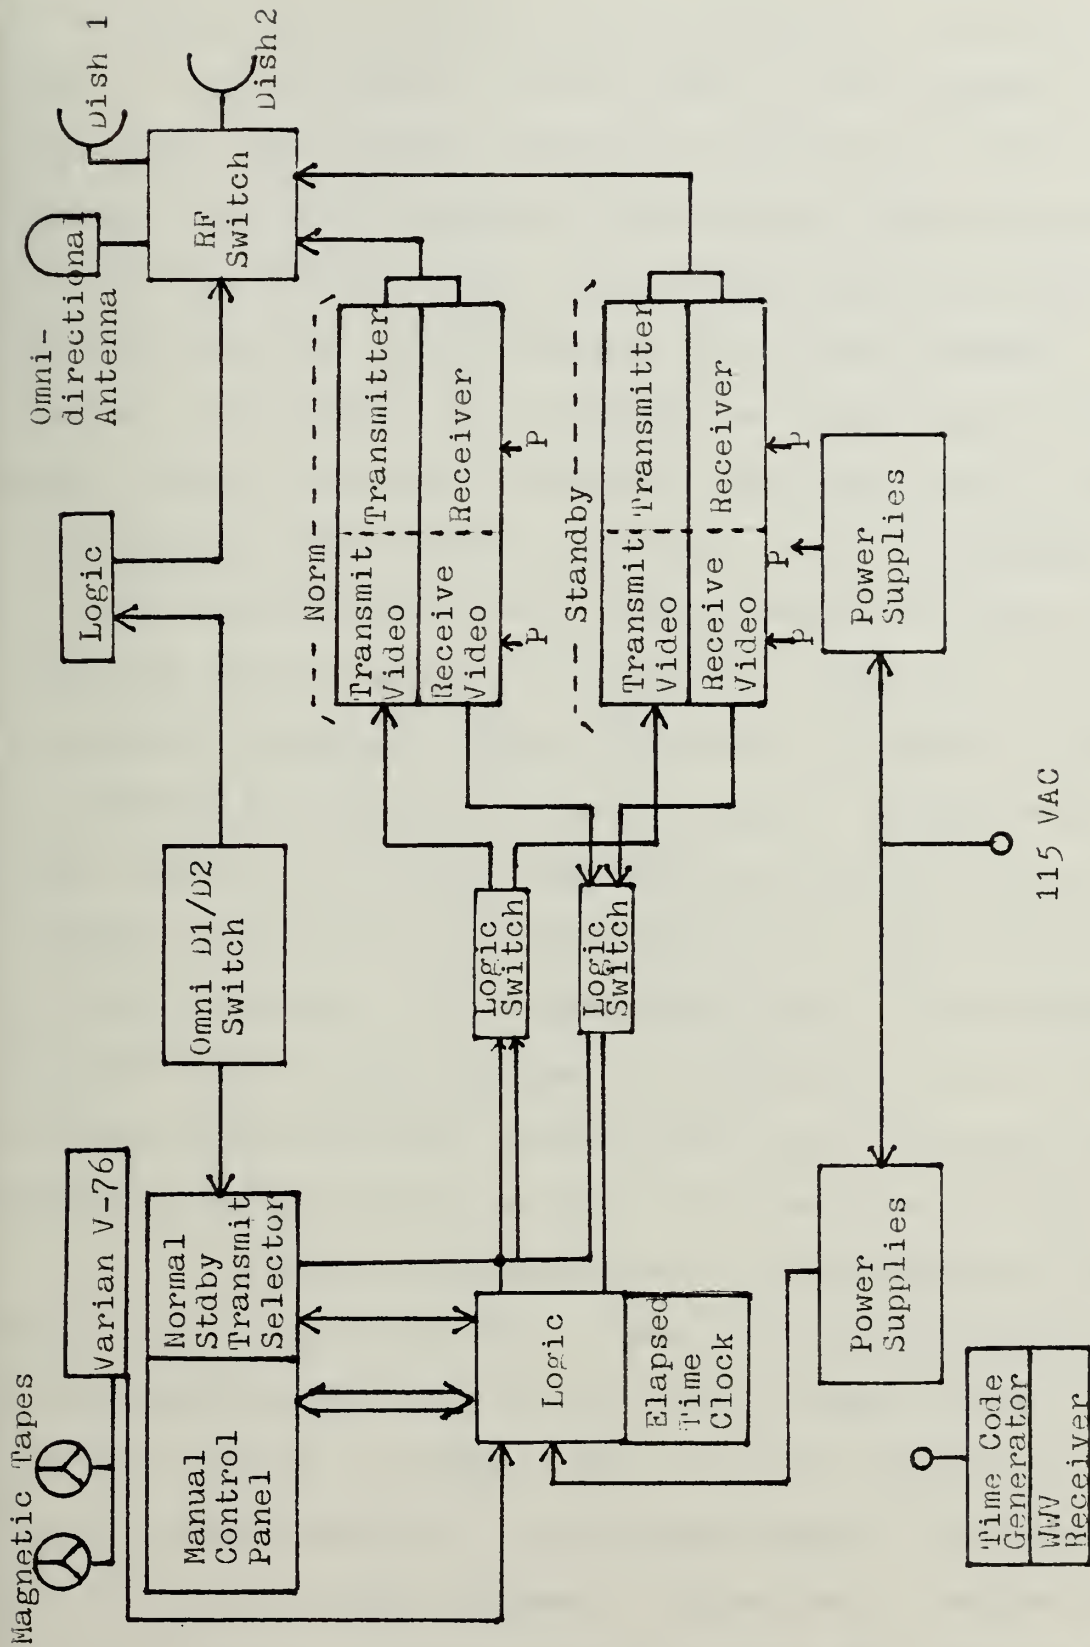 Magnetic Tapes
Varian V-76
Manual
Control
Panel
Normal
Stdby
Transmit
Selector
Omni D1/D2
Switch
Logic
Omni-
directional
Antenna
Dish 1
Dish 2
RF
Switch
Logic
Elapsed
Time
Clock
Logic
Switch
Logic
Switch
Norm
Transmit
Video
Transmitter
Receive
Video
Receiver
P
P
Standby
Transmit
Video
Transmitter
Receive
Video
Receiver
P
P
P
Time Code
Generator
WWV
Receiver
Power
Supplies
115 VAC
Power
Supplies